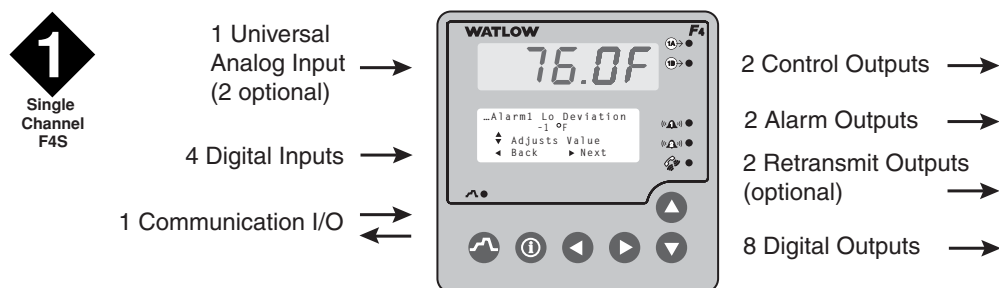 1
Single
Channel
F4S
1 Universal
Analog Input
(2 optional)
4 Digital Inputs
1 Communication I/O
WATLOW
F4
76.0F
1A
1B
…Alarm1 Lo Deviation
-1 °F
Adjusts Value
Back Next
2 Control Outputs
2 Alarm Outputs
2 Retransmit Outputs
(optional)
8 Digital Outputs